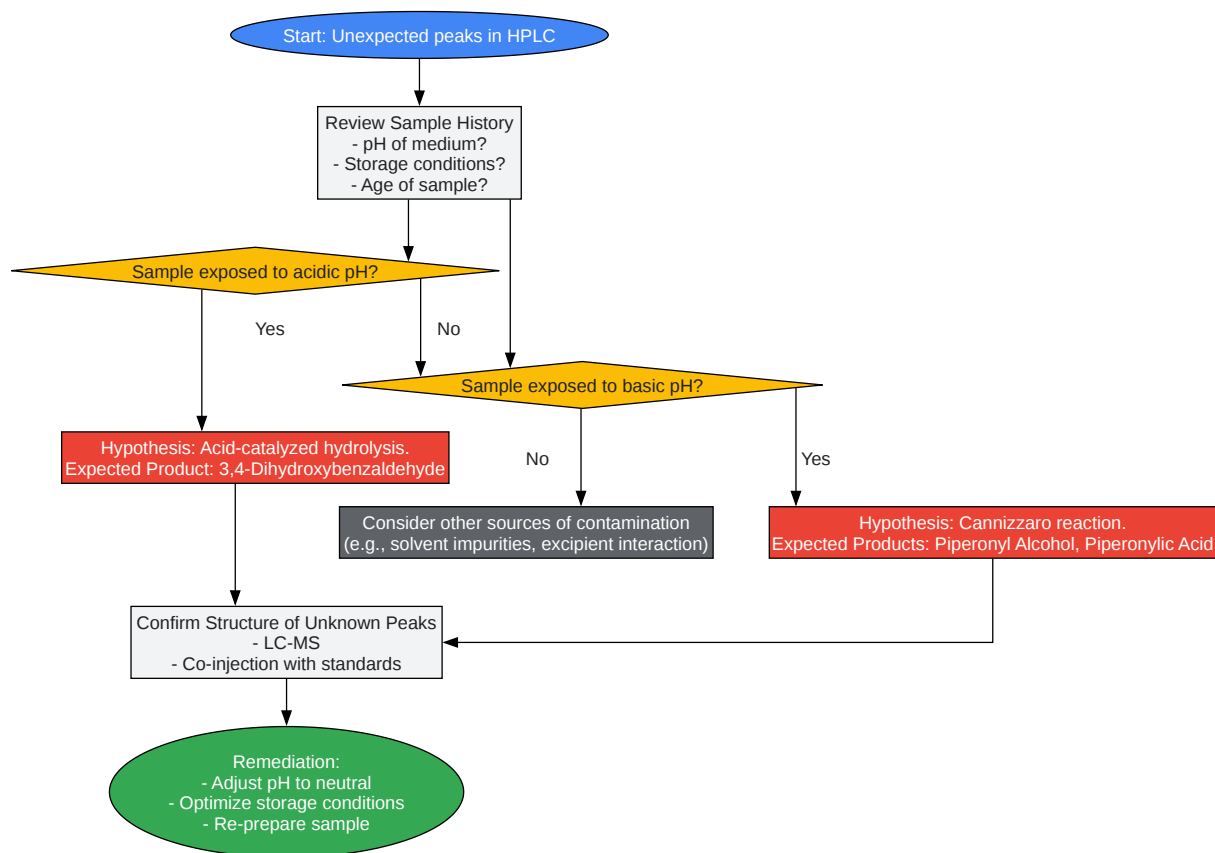 Start: Unexpected peaks in HPLC
Review Sample History
- pH of medium?
- Storage conditions?
- Age of sample?
Sample exposed to acidic pH?
Yes
No
Sample exposed to basic pH?
Hypothesis: Acid-catalyzed hydrolysis.
Expected Product: 3,4-Dihydroxybenzaldehyde
No
Yes
Consider other sources of contamination
(e.g., solvent impurities, excipient interaction)
Hypothesis: Cannizzaro reaction.
Expected Products: Piperonyl Alcohol, Piperonylic Acid
Confirm Structure of Unknown Peaks
- LC-MS
- Co-injection with standards
Remediation:
- Adjust pH to neutral
- Optimize storage conditions
- Re-prepare sample